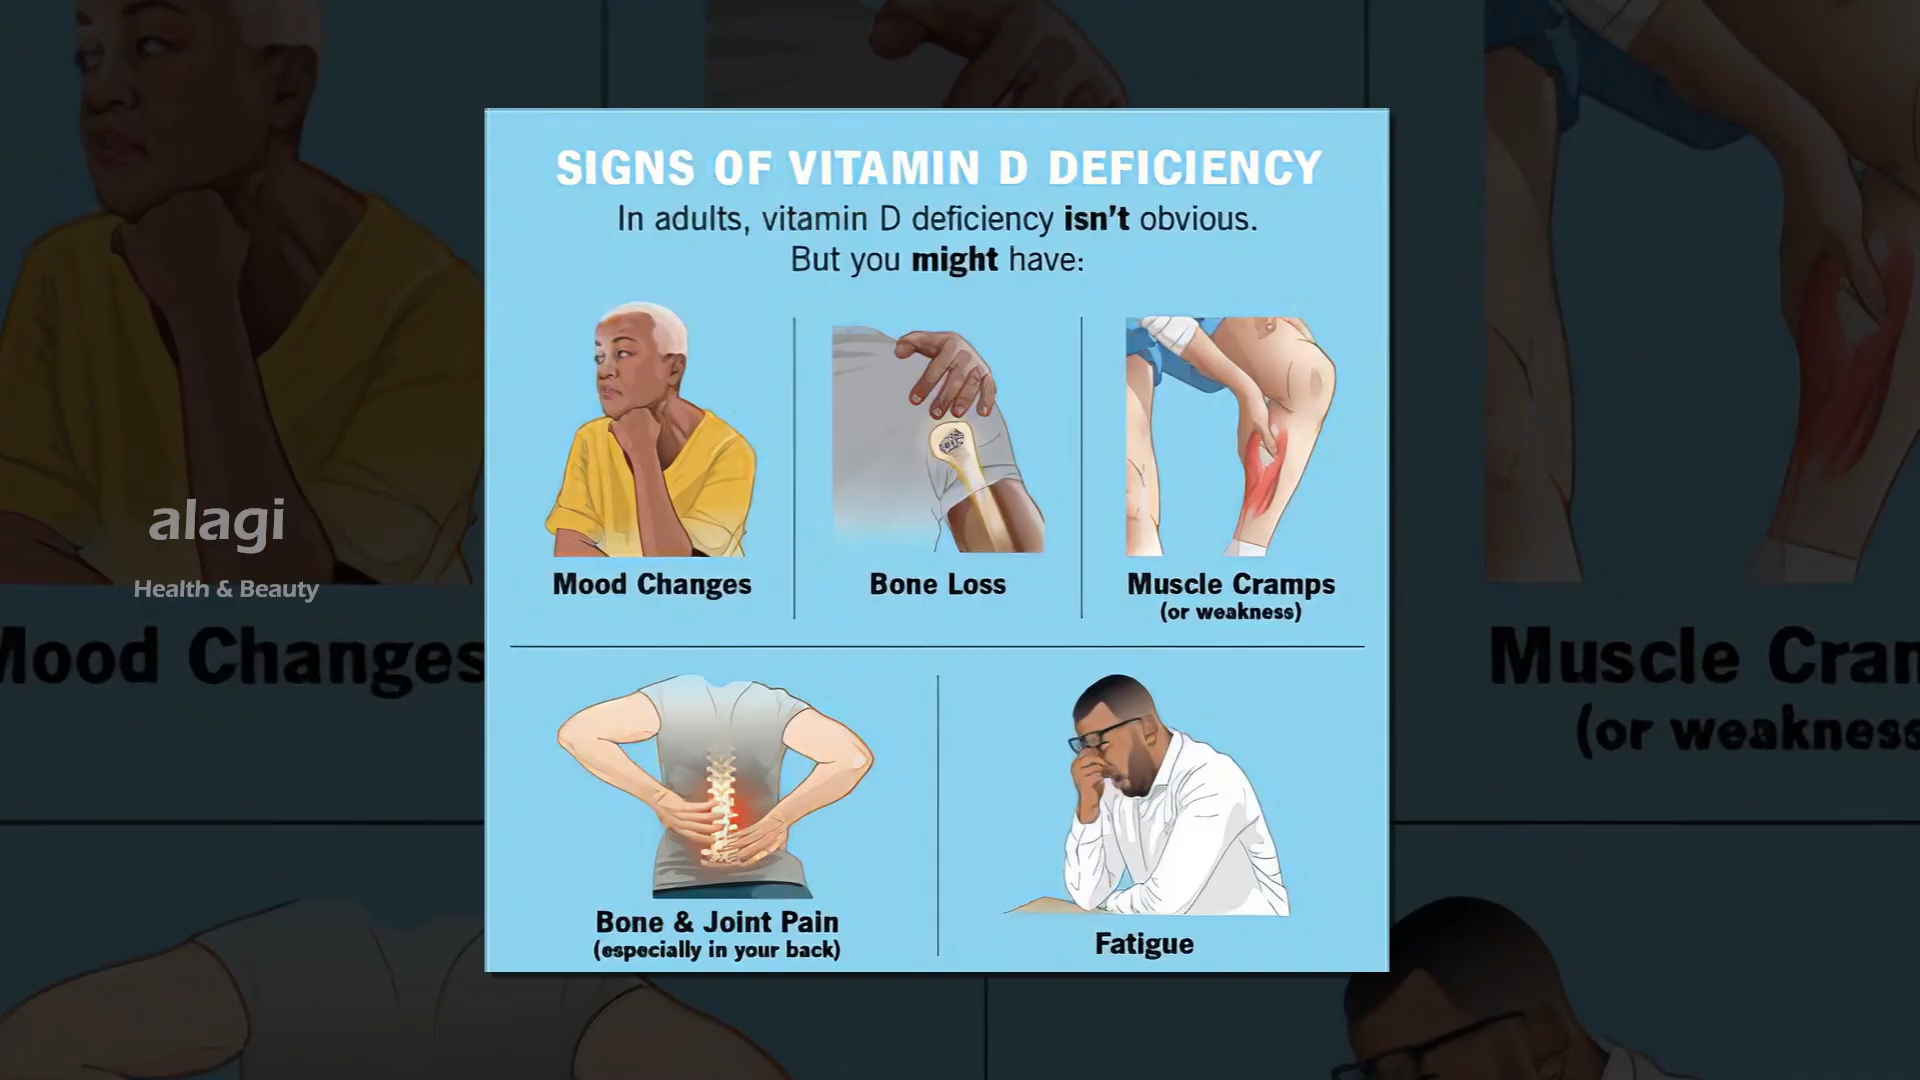 SIGNS OF VITAMIN D DEFICIENCY
In adults, vitamin D deficiency isn't obvious.
But you might have:
Mood Changes
Bone Loss
Muscle Cramps
(or weakness)
Bone & Joint Pain
(especially in your back)
Fatigue
alagi
Health & Beauty
Mood Changes
Muscle Cram
(or weakness